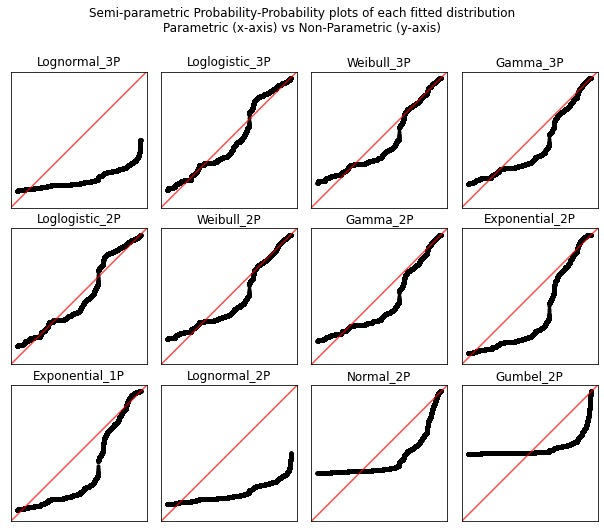 Semi-parametric Probability-Probability plots of each fitted distribution
Parametric (x-axis) vs Non-Parametric (y-axis)
Lognormal_3P
Loglogistic_3P
Weibull_3P
Gamma_3P
Loglogistic_2P
Weibull_2P
Gamma_2P
Exponential_2P
Exponential_1P
Lognormal_2P
Normal_2P
Gumbel_2P